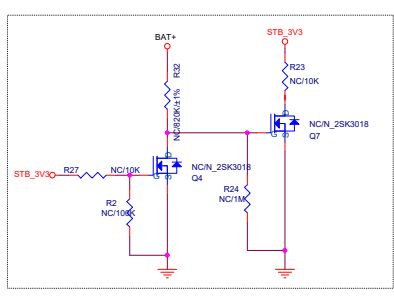 BAT+
STB_3V3
R32
NC/820K/±1%
R23
NC/10K
D
G
S
NC/N_2SK3018
Q7
STB_3V3
R27
NC/10K
D
G
S
NC/N_2SK3018
Q4
R2
NC/100K
R24
NC/1M